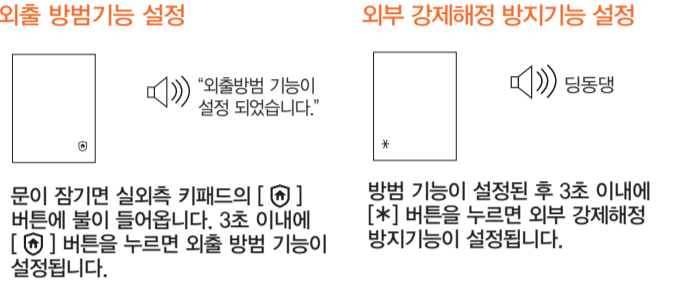 외출 방범기능 설정
“외출방범 기능이
설정 되었습니다.”
문이 잠기면 실외측 키패드의 [ ]
버튼에 불이 들어옵니다. 3초 이내에
[ ] 버튼을 누르면 외출 방범 기능이
설정됩니다.
외부 강제해정 방지기능 설정
딩동댕
*
방범 기능이 설정된 후 3초 이내에
[*] 버튼을 누르면 외부 강제해정
방지기능이 설정됩니다.